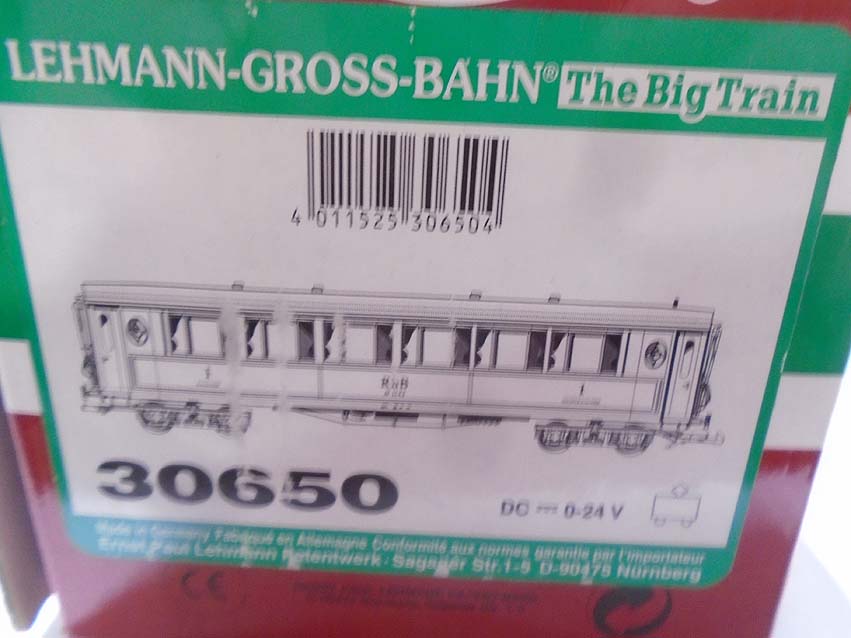 LEHMANN-GROSS-BAHN® The Big Train
4 011525 306504
1 1
RhB
30650
DC 0-24 V
Made in Germany Fabriqué en Allemagne Conformité aux normes garantie par l'importateur
Ernst Paul Lehmann Patentwerk · Saganer Str. 1-5 D-90475 Nürnberg
CE